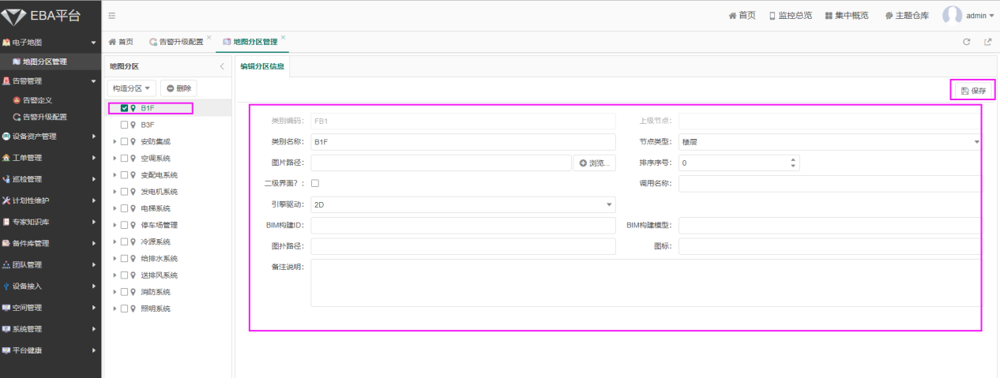 EBA平台
首页 监控总览 集中概览 主题仓库 admin
电子地图
地图分区管理
告警管理
告警定义
告警升级配置
设备资产管理
工单管理
巡检管理
计划性维护
专家知识库
备件库管理
团队管理
设备接入
空间管理
系统管理
平台健康
首页 告警升级配置 地图分区管理
地图分区
构造分区 删除
B1F
B3F
安防集成
空调系统
变配电系统
发电机系统
电梯系统
停车场管理
冷源系统
给排水系统
送排风系统
消防系统
照明系统
编辑分区信息
保存
类别编码: FB1 上级节点:
类别名称: B1F 节点类型: 楼层
图片路径: 浏览... 排序序号: 0
二级界面?: 调用名称:
引擎驱动: 2D
BIM构建ID: BIM构建模型:
图扑路径: 图标:
备注说明: